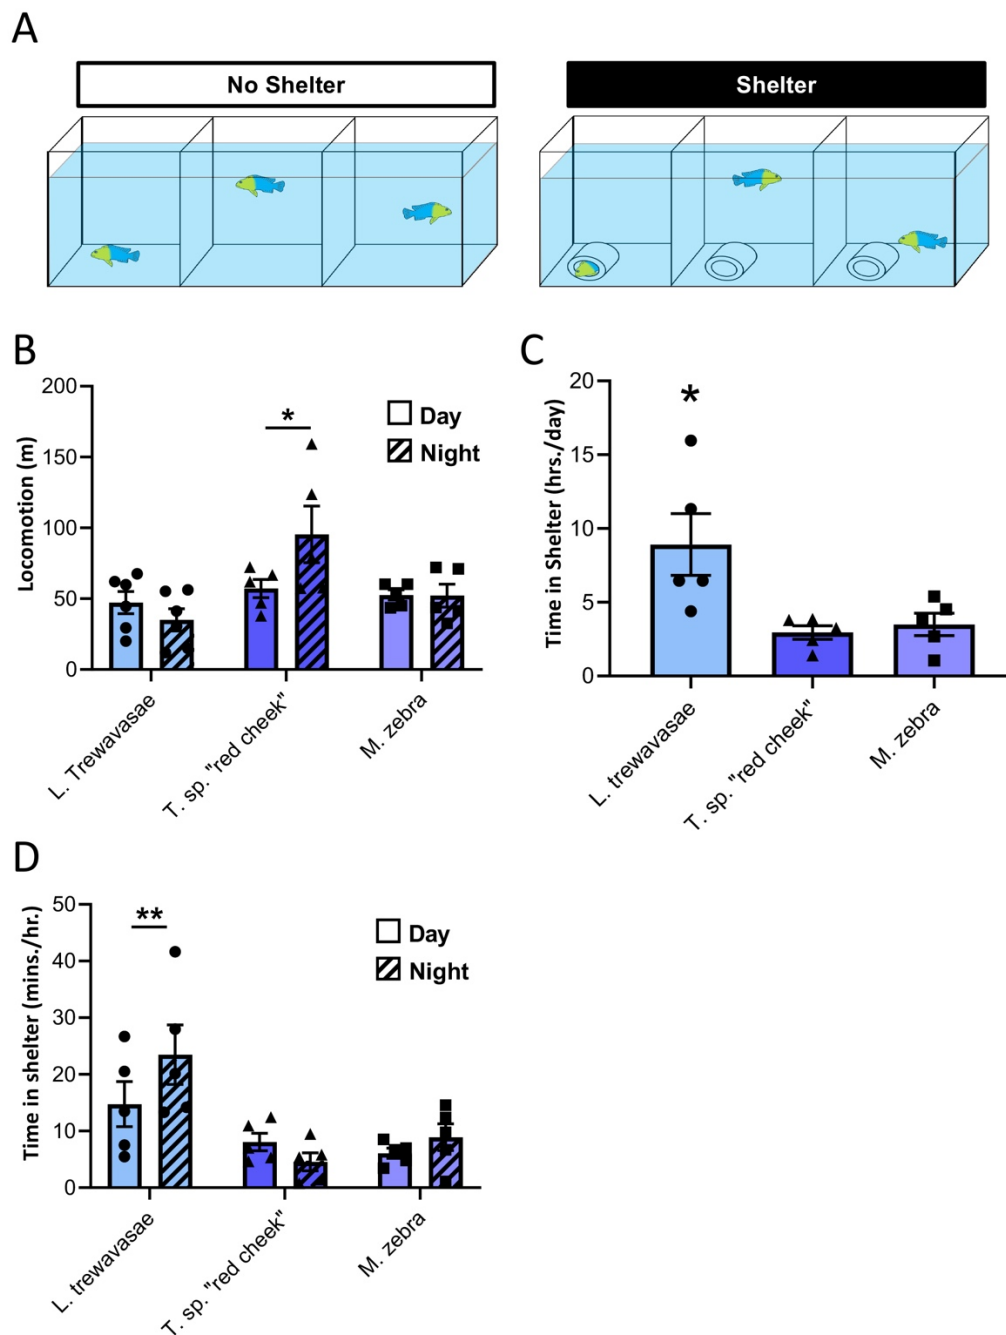 A
No Shelter
Shelter
B
Locomotion (m)
200
150
100
50
0
*
Day
Night
L. Trewavasae
T. sp. "red cheek"
M. zebra
C
Time in Shelter (hrs./day)
20
15
10
5
0
*
L. trewavasae
T. sp. "red cheek"
M. zebra
D
Time in shelter (mins./hr.)
50
40
30
20
10
0
**
Day
Night
L. trewavasae
T. sp. "red cheek"
M. zebra